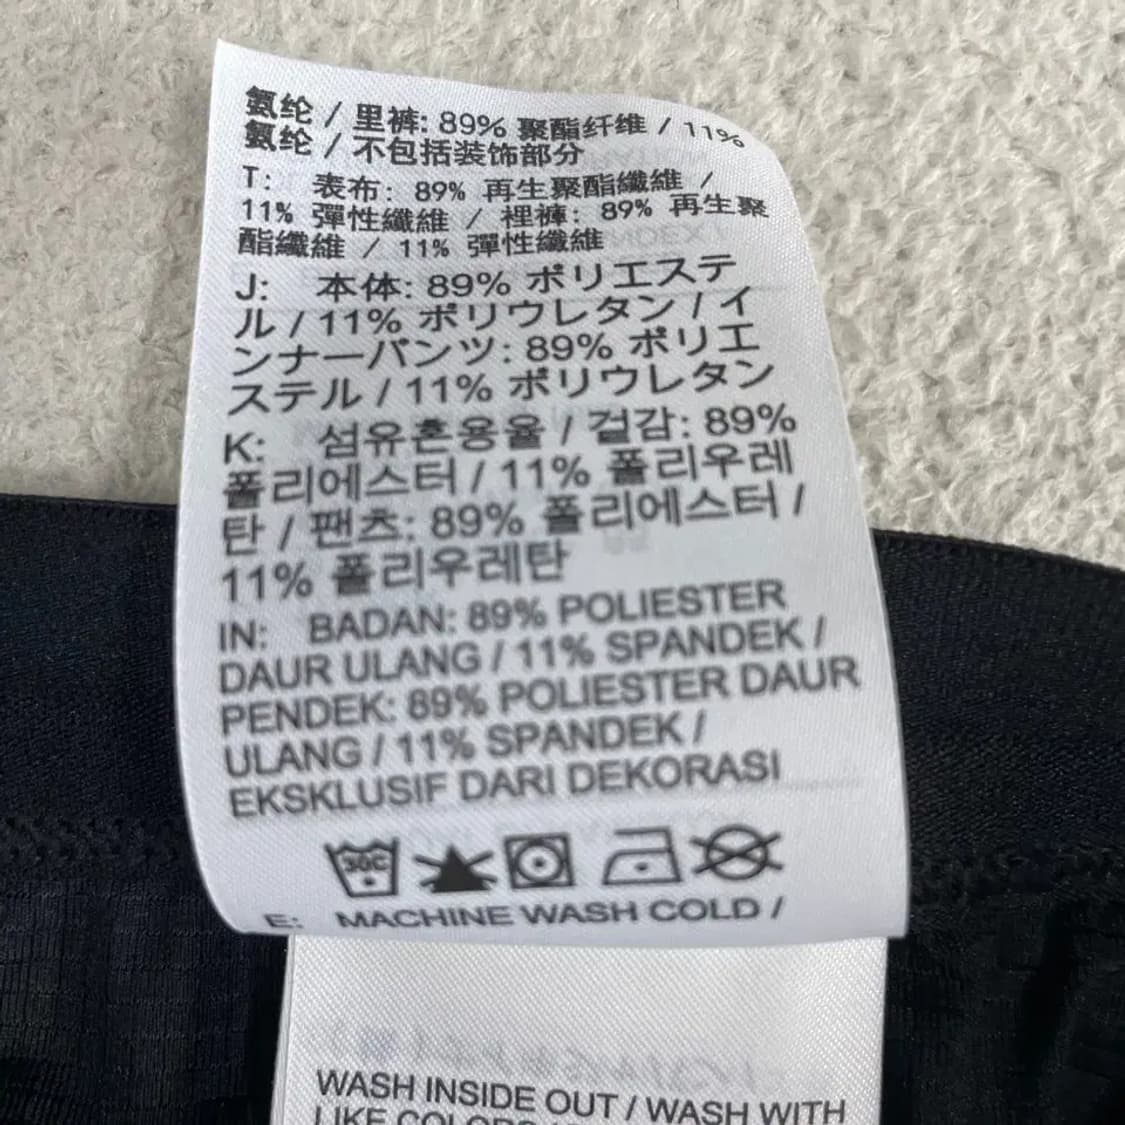 氨纶 / 里裤: 89% 聚酯纤维 / 11%
氨纶 / 不包括装饰部分
T: 表布: 89% 再生聚酯纖維 /
11% 彈性纖維 / 裡褲: 89% 再生聚
酯纖維 / 11% 彈性纖維
J: 本体: 89% ポリエステ
ル / 11% ポリウレタン / イ
ンナーパンツ: 89% ポリエ
ステル / 11% ポリウレタン
K: 섬유혼용율 / 겉감: 89%
폴리에스터 / 11% 폴리우레
탄 / 팬츠: 89% 폴리에스터 /
11% 폴리우레탄
IN: BADAN: 89% POLIESTER
DAUR ULANG / 11% SPANDEK /
PENDEK: 89% POLIESTER DAUR
ULANG / 11% SPANDEK /
EKSKLUSIF DARI DEKORASI
30C
E: MACHINE WASH COLD /
WASH INSIDE OUT / WASH WITH
LIKE COLORS